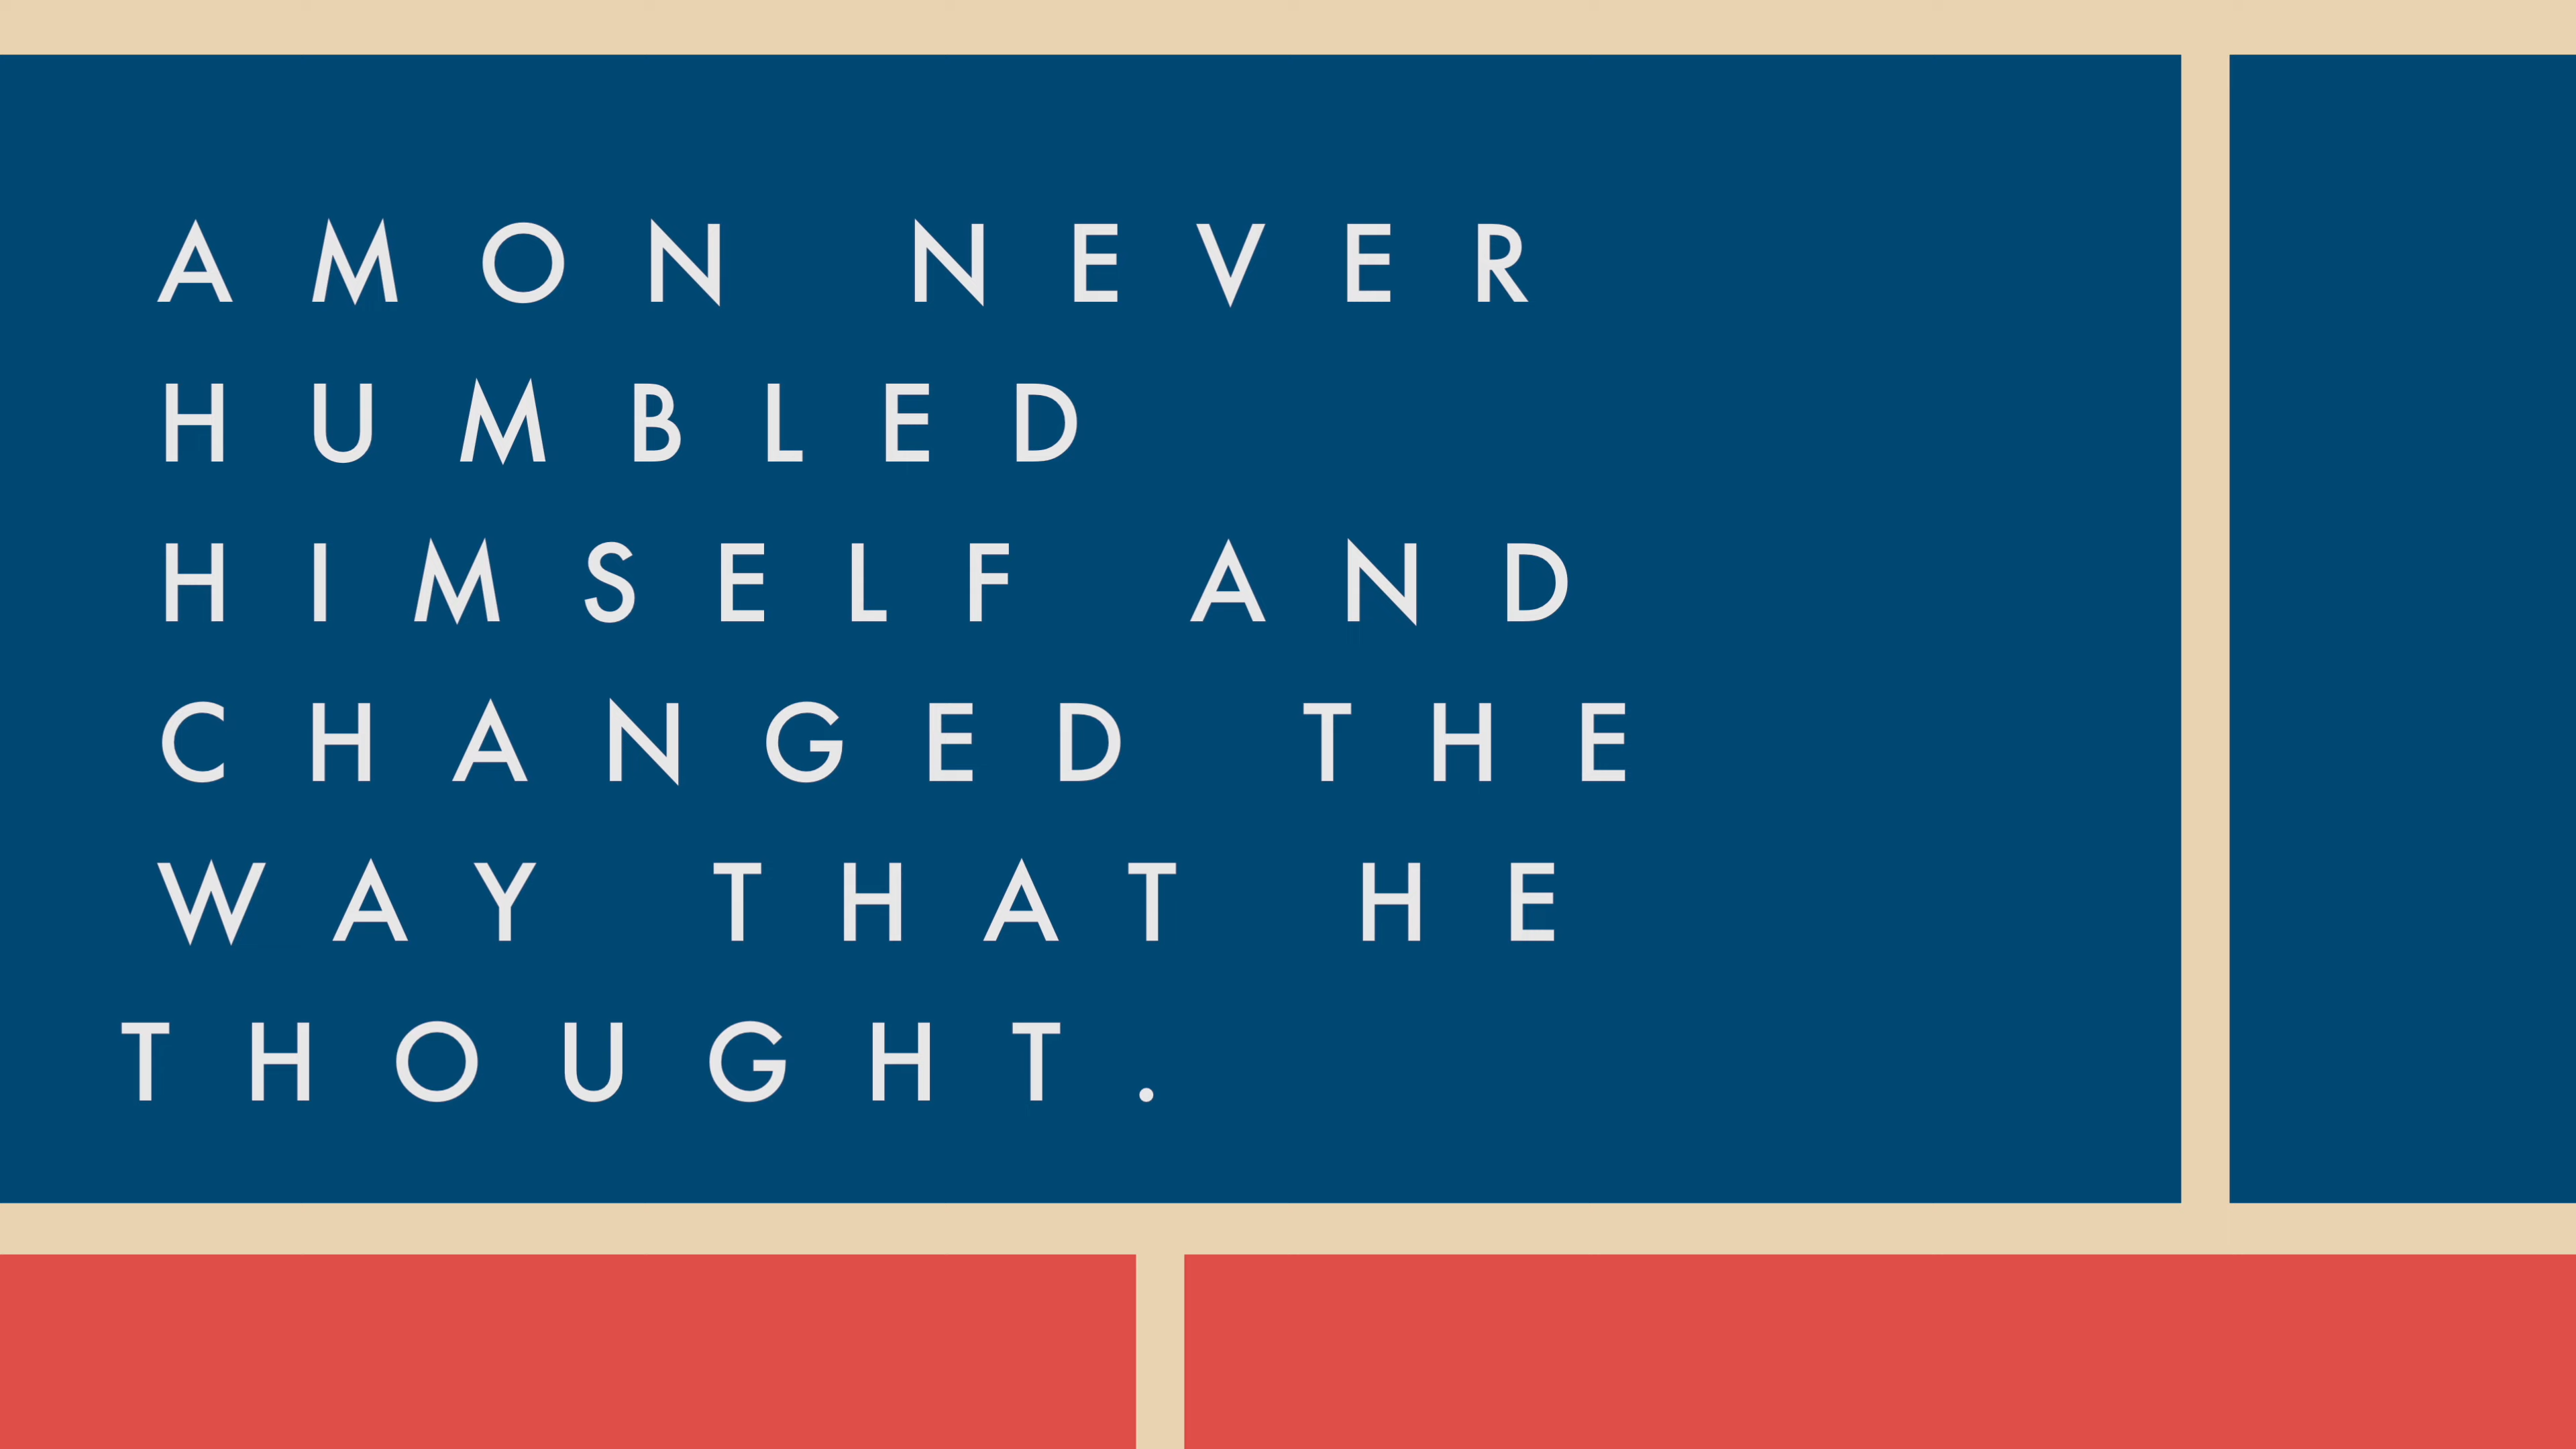 AMON NEVER
HUMBLED
HIMSELF AND
CHANGED THE
WAY THAT HE
THOUGHT.